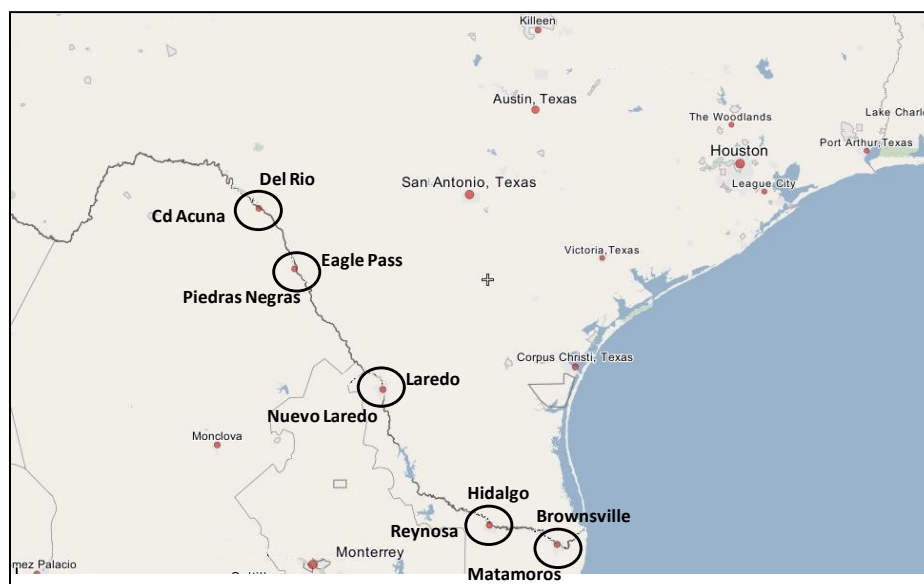 Killeen
Austin, Texas
The Woodlands
Lake Charle
Port Arthur,Texas
Houston
Del Rio
San Antonio, Texas
League City
Cd Acuna
Eagle Pass
Victoria,Texas
Piedras Negras
Corpus Christi, Texas
Laredo
Nuevo Laredo
Monclova
Hidalgo
Brownsville
Reynosa
Monterrey
mez Palacio
Matamoros